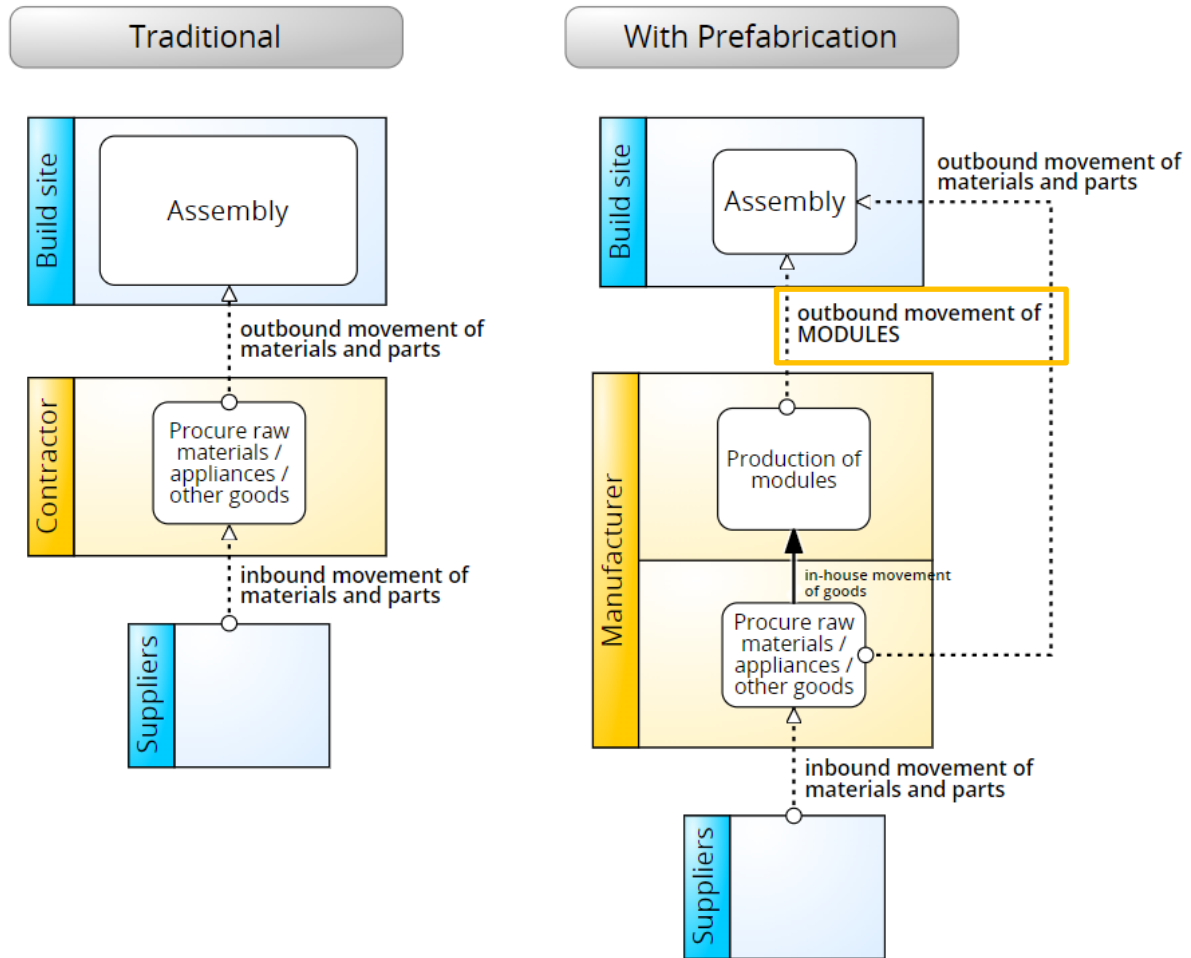 Traditional
Build site
Assembly
outbound movement of
materials and parts
Contractor
Procure raw
materials /
appliances /
other goods
inbound movement of
materials and parts
Suppliers
With Prefabrication
Build site
Assembly
outbound movement of
materials and parts
outbound movement of
MODULES
Manufacturer
Production of
modules
in-house movement
of goods
Procure raw
materials /
appliances /
other goods
inbound movement of
materials and parts
Suppliers